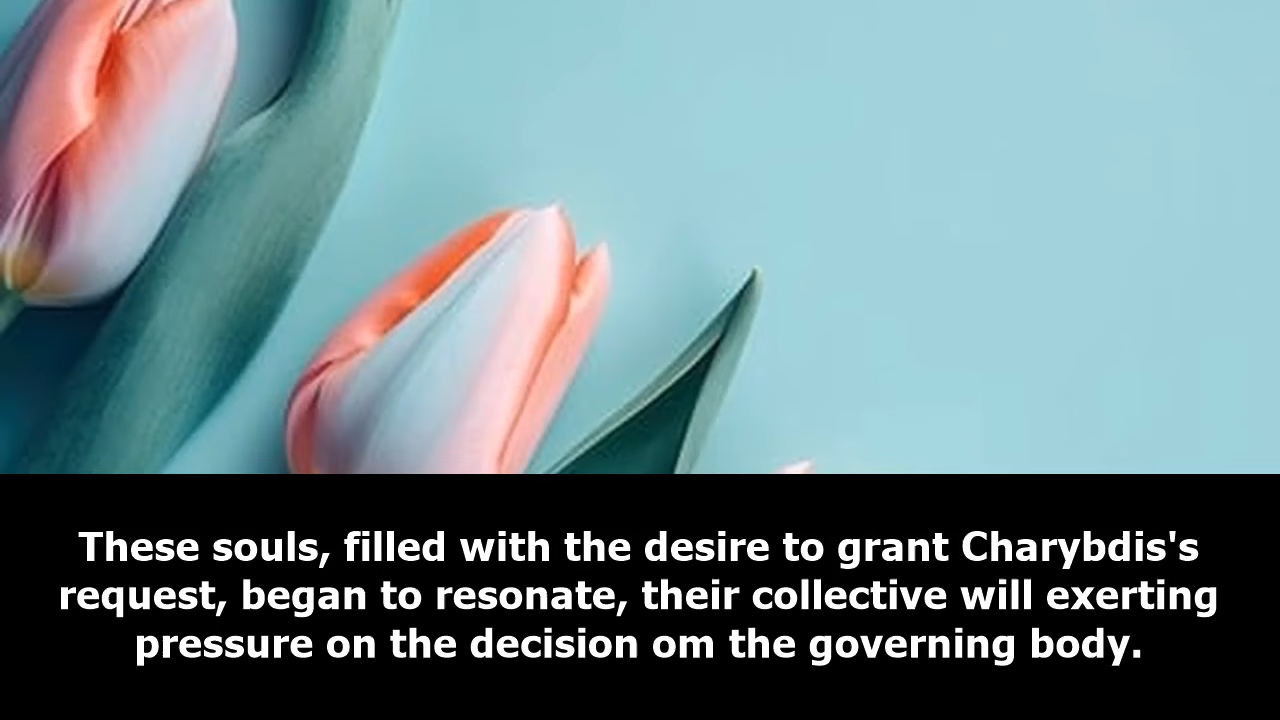 These souls, filled with the desire to grant Charybdis's
request, began to resonate, their collective will exerting
pressure on the decision om the governing body.